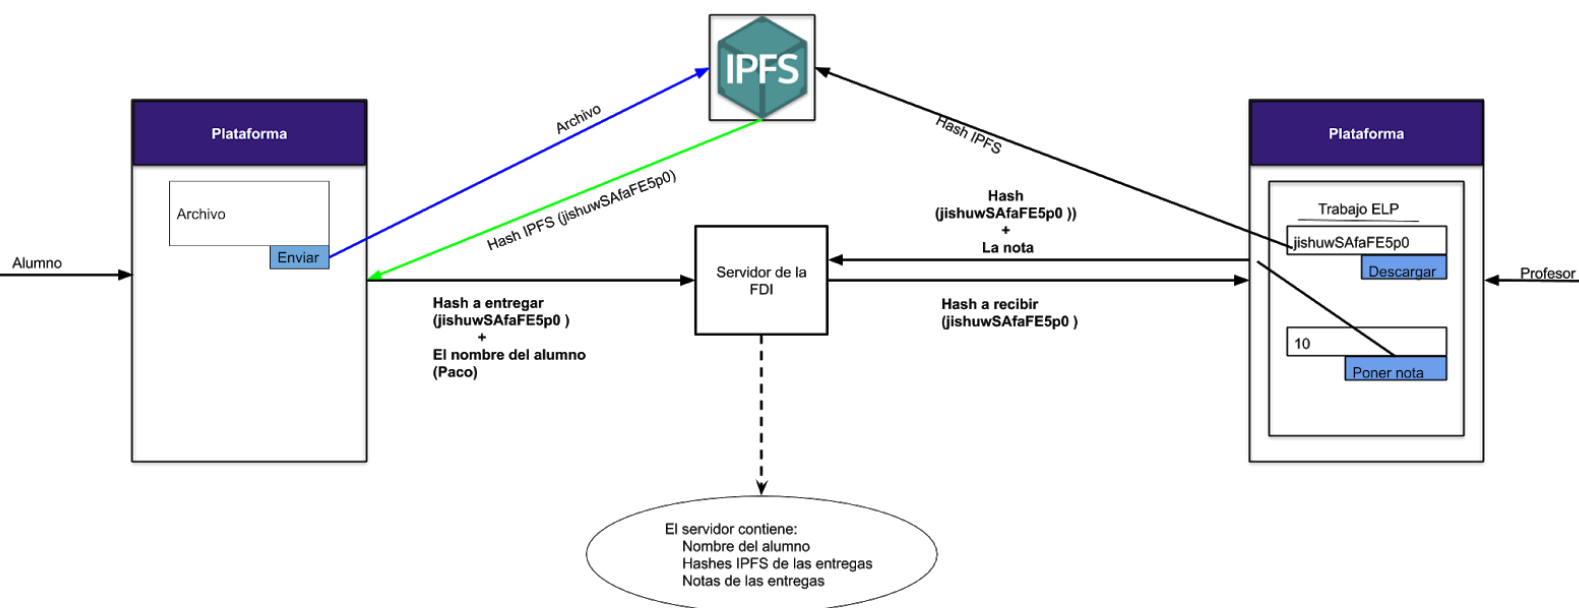 IPFS
Plataforma
Plataforma
Archivo
Hash IPFS
Archivo
Enviar
Hash IPFS (jishuwSAfaFE5p0)
Hash
(jishuwSAfaFE5p0 ))
+
La nota
Trabajo ELP
jishuwSAfaFE5p0
Descargar
Alumno
Servidor de la
FDI
Profesor
Hash a entregar
(jishuwSAfaFE5p0 )
+
El nombre del alumno
(Paco)
Hash a recibir
(jishuwSAfaFE5p0 )
10
Poner nota
El servidor contiene:
Nombre del alumno
Hashes IPFS de las entregas
Notas de las entregas